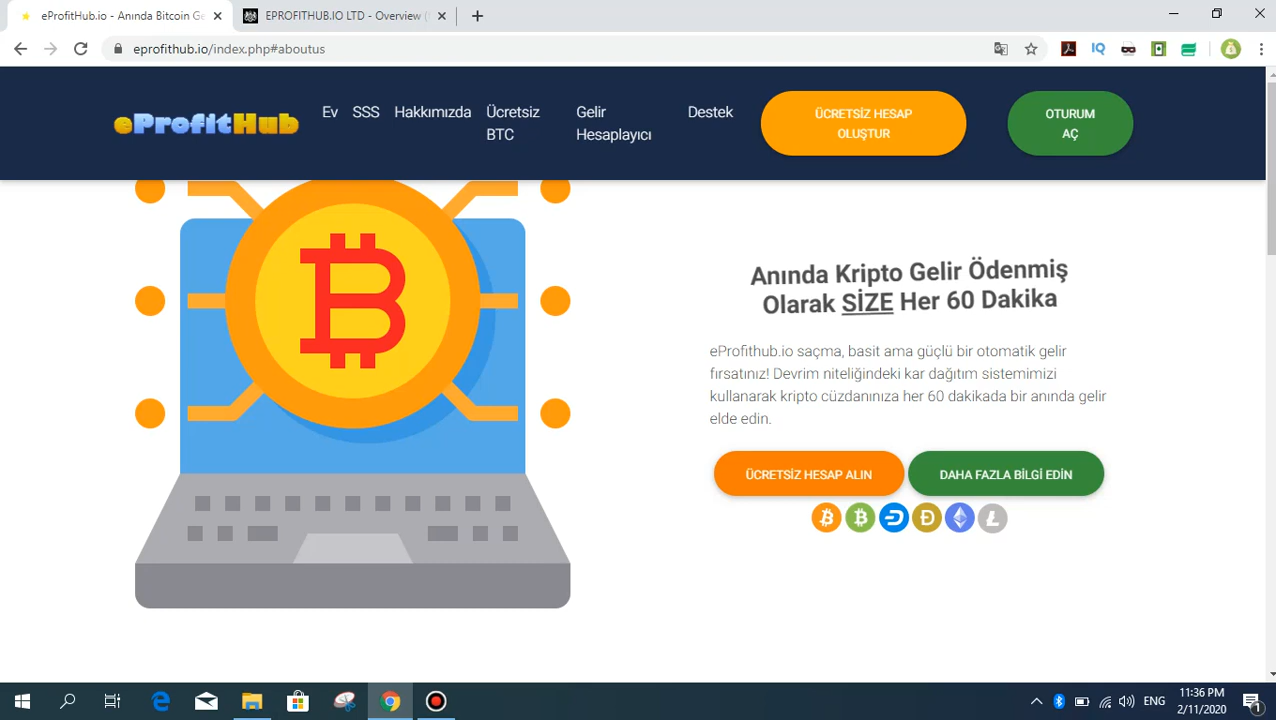 eProfitHub.io - Anında Bitcoin Ge
EPROFITHUB.IO LTD - Overview (
eprofithub.io/index.php#aboutus
IQ
eProfitHub
Ev
SSS
Hakkımızda
Ücretsiz
BTC
Gelir
Hesaplayıcı
Destek
ÜCRETSİZ HESAP
OLUŞTUR
OTURUM
AÇ
Anında Kripto Gelir Ödenmiş
Olarak SİZE Her 60 Dakika
eProfithub.io saçma, basit ama güçlü bir otomatik gelir
fırsatınız! Devrim niteliğindeki kar dağıtım sistemimizi
kullanarak kripto cüzdanınıza her 60 dakikada bir anında gelir
elde edin.
ÜCRETSİZ HESAP ALIN
DAHA FAZLA BİLGİ EDİN
ENG
11:36 PM
2/11/2020
1